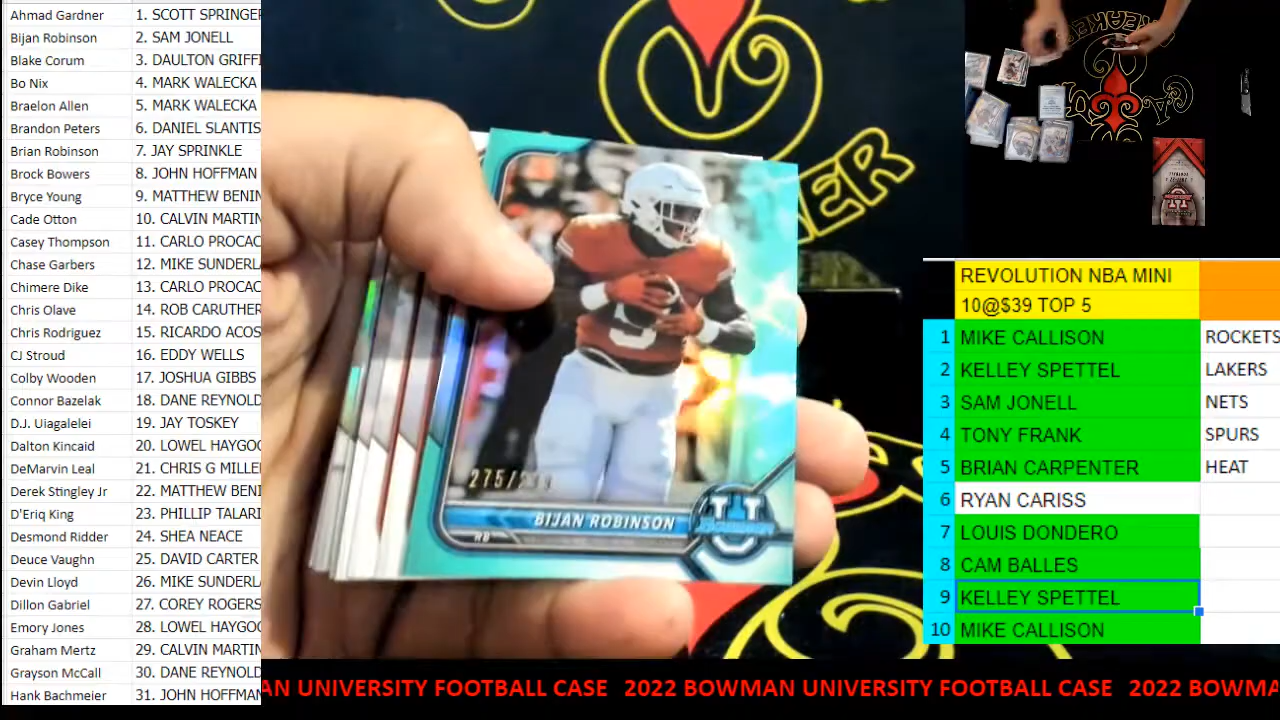 Ahmad Gardner 1. SCOTT SPRINGER
Bijan Robinson 2. SAM JONELL
Blake Corum 3. DAULTON GRIFFI
Bo Nix 4. MARK WALECKA
Braelon Allen 5. MARK WALECKA
Brandon Peters 6. DANIEL SLANTIS
Brian Robinson 7. JAY SPRINKLE
Brock Bowers 8. JOHN HOFFMAN
Bryce Young 9. MATTHEW BENIN
Cade Otton 10. CALVIN MARTIN
Casey Thompson 11. CARLO PROCAC
Chase Garbers 12. MIKE SUNDERL
Chimere Dike 13. CARLO PROCAC
Chris Olave 14. ROB CARUTHER
Chris Rodriguez 15. RICARDO ACOS
CJ Stroud 16. EDDY WELLS
Colby Wooden 17. JOSHUA GIBBS
Connor Bazelak 18. DANE REYNOLD
D.J. Uiagalelei 19. JAY TOSKEY
Dalton Kincaid 20. LOWEL HAYGOO
DeMarvin Leal 21. CHRIS G MILLE
Derek Stingley Jr 22. MATTHEW BENI
D'Eriq King 23. PHILLIP TALARI
Desmond Ridder 24. SHEA NEACE
Deuce Vaughn 25. DAVID CARTER
Devin Lloyd 26. MIKE SUNDERLA
Dillon Gabriel 27. COREY ROGERS
Emory Jones 28. LOWEL HAYGOO
Graham Mertz 29. CALVIN MARTIN
Grayson McCall 30. DANE REYNOLD
Hank Bachmeier 31. JOHN HOFFMAN
BIJAN ROBINSON
RB
U
REVOLUTION NBA MINI
10@$39 TOP 5
1 MIKE CALLISON ROCKETS
2 KELLEY SPETTEL LAKERS
3 SAM JONELL NETS
4 TONY FRANK SPURS
5 BRIAN CARPENTER HEAT
6 RYAN CARISS
7 LOUIS DONDERO
8 CAM BALLES
9 KELLEY SPETTEL
10 MIKE CALLISON
AN UNIVERSITY FOOTBALL CASE 2022 BOWMAN UNIVERSITY FOOTBALL CASE 2022 BOWMA